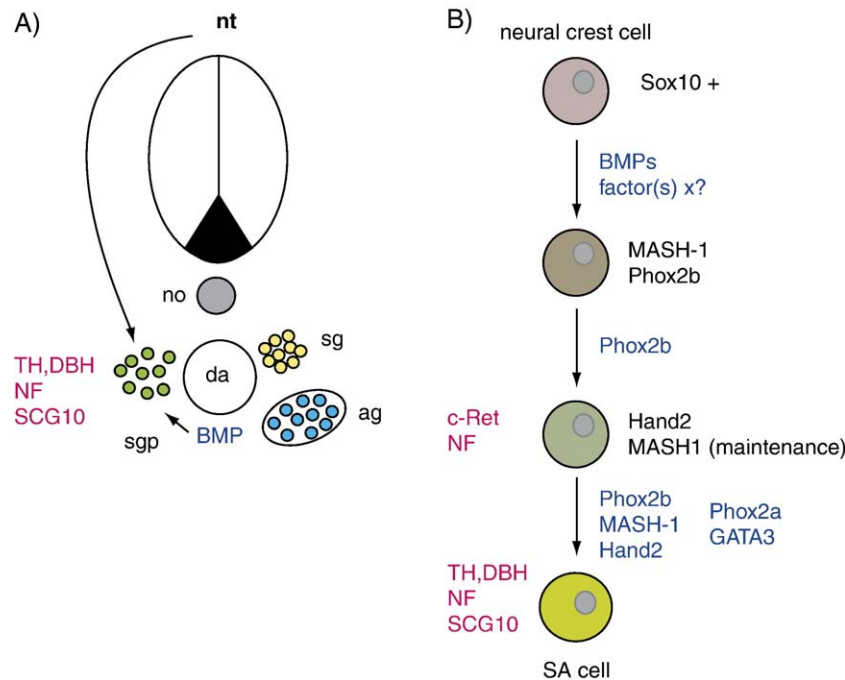 A)
nt
no
sg
da
TH,DBH
NF
SCG10
ag
sgp
BMP
B)
neural crest cell
Sox10 +
BMPs
factor(s) x?
MASH-1
Phox2b
Phox2b
c-Ret
NF
Hand2
MASH1 (maintenance)
Phox2b
MASH-1
Hand2
Phox2a
GATA3
TH,DBH
NF
SCG10
SA cell